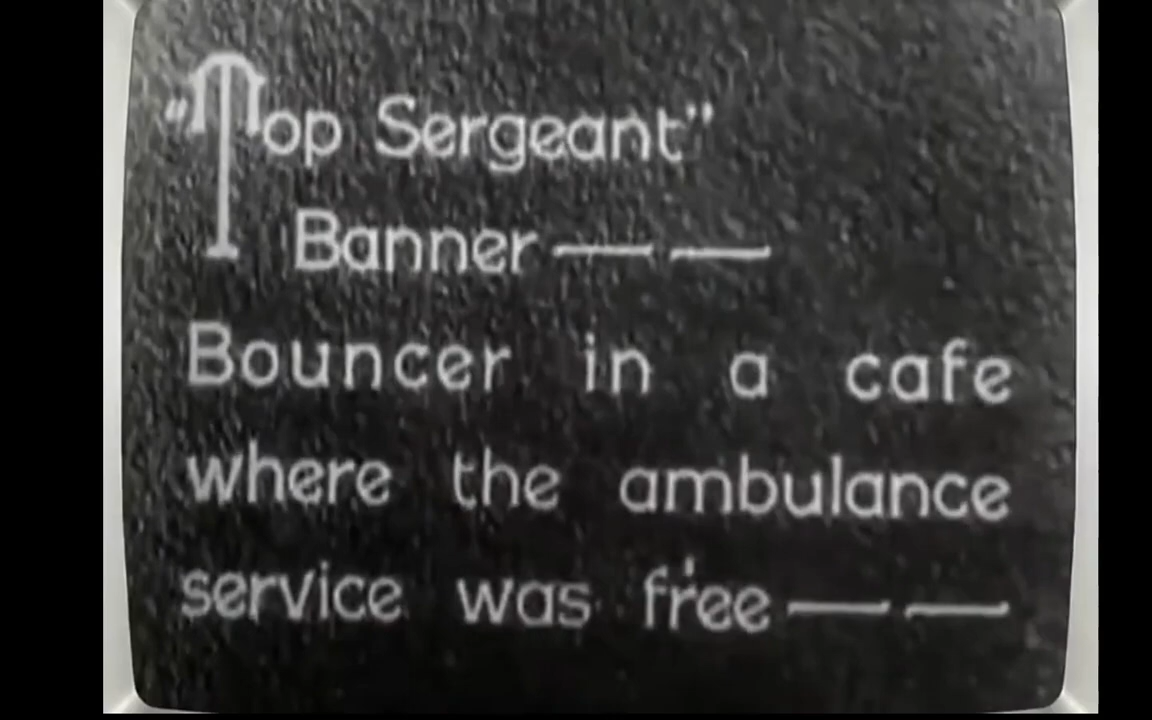 "Top Sergeant"
Banner — —
Bouncer in a cafe
where the ambulance
service was free — —